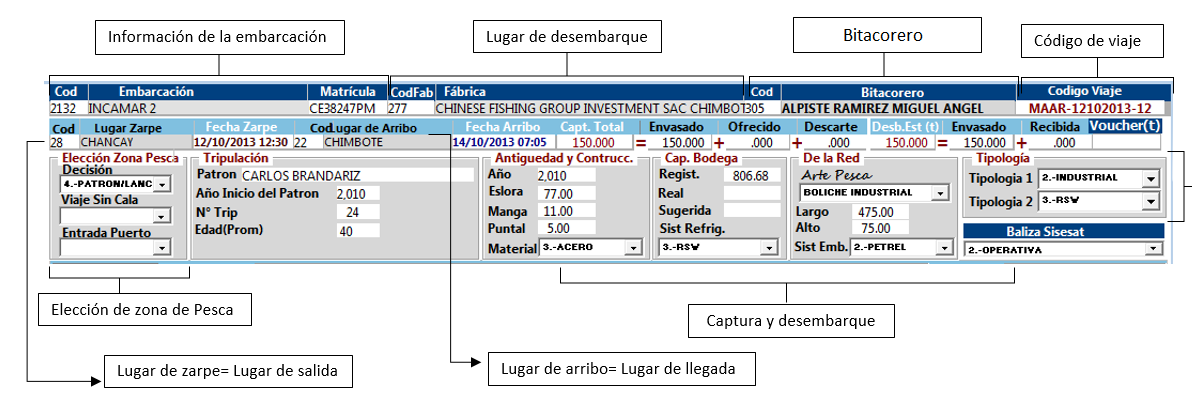 Información de la embarcación
Lugar de desembarque
Bitacorero
Código de viaje
Cod Embarcación Matrícula CodFab Fábrica Cod Bitacorero Codigo Viaje
2132 INCAMAR 2 CE38247PM 277 CHINESE FISHING GROUP INVESTMENT SAC CHIMBOT 305 ALPISTE RAMIREZ MIGUEL ANGEL MAAR-12102013-12
Cod Lugar Zarpe Fecha Zarpe Cod Lugar de Arribo Fecha Arribo Capt. Total Envasado Ofrecido Descarte Desb.Est (t) Envasado Recibida Voucher(t)
28 CHANCAY 12/10/2013 12:30 22 CHIMBOTE 14/10/2013 07:05 150.000 = 150.000 + .000 + .000 150.000 = 150.000 + .000
Elección Zona Pesca Tripulación Antiguedad y Contrucc. Cap. Bodega De la Red Tipología
Decisión Patron CARLOS BRANDARIZ Año 2,010 Regist. 806.68 Arte Pesca Tipologia 1 2.-INDUSTRIAL
4.-PATRON/LANC Año Inicio del Patron 2,010 Eslora 77.00 Real BOLICHE INDUSTRIAL Tipologia 2 3.-RSW
Viaje Sin Cala N° Trip 24 Manga 11.00 Sugerida Largo 475.00
Entrada Puerto Edad(Prom) 40 Puntal 5.00 Sist Refrig. Alto 75.00 Baliza Sisesat
Material 3.-ACERO 3.-RSW Sist Emb. 2.-PETREL 2.-OPERATIVA
Elección de zona de Pesca
Captura y desembarque
Lugar de zarpe= Lugar de salida
Lugar de arribo= Lugar de llegada